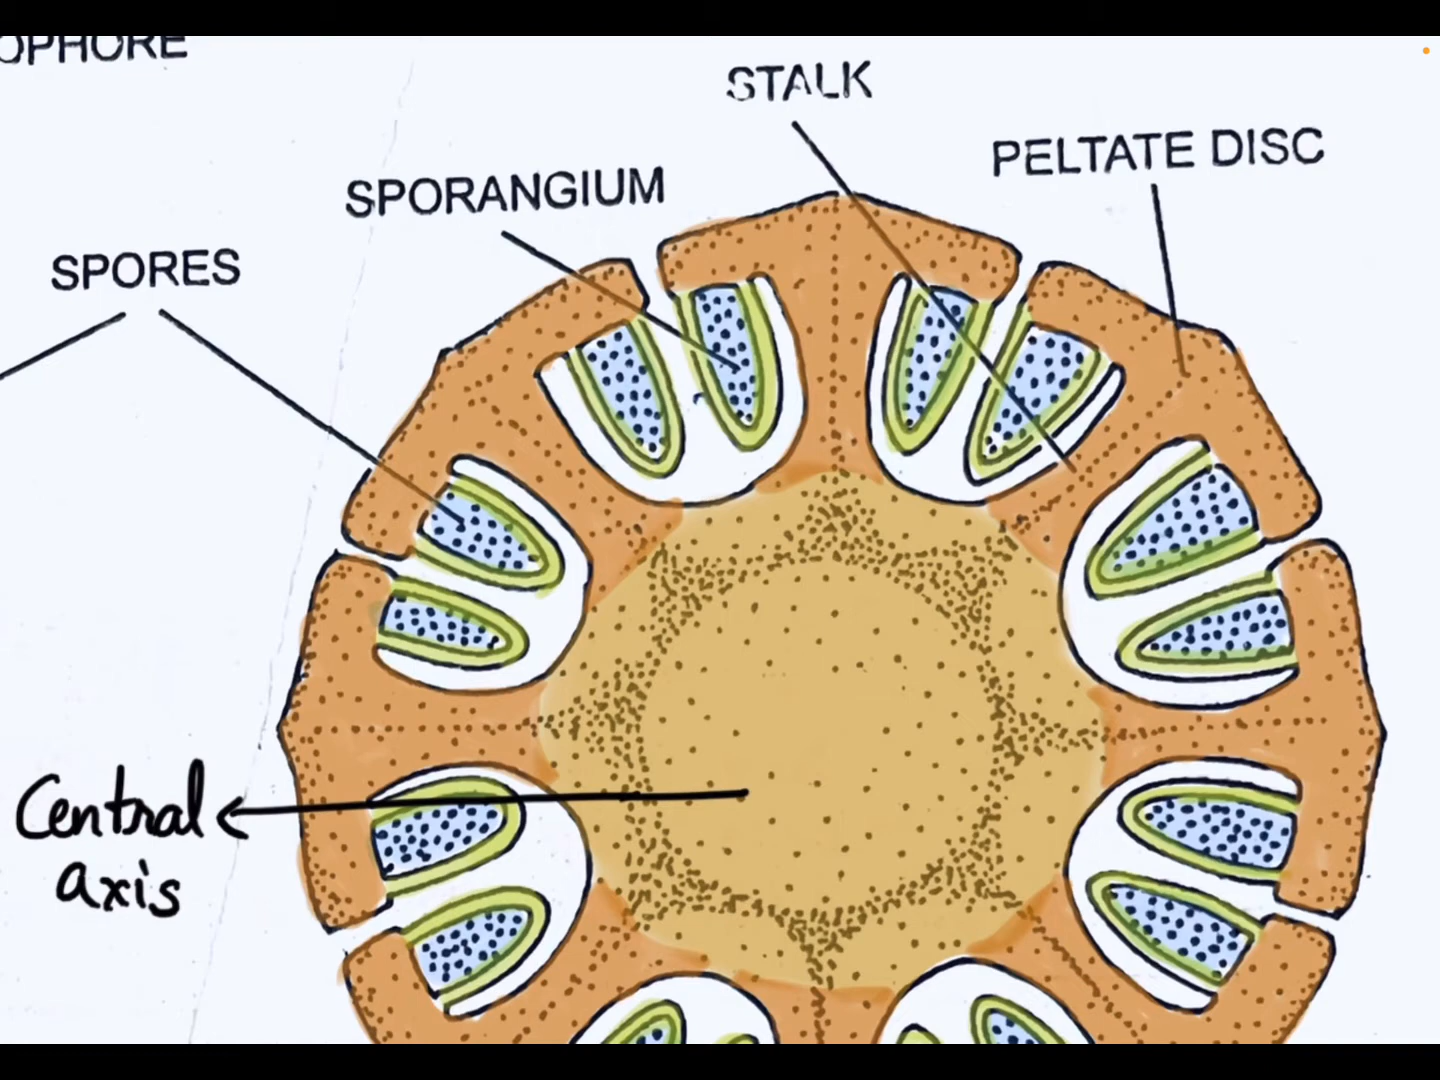 OPHORE
STALK
PELTATE DISC
SPORANGIUM
SPORES
Central
axis